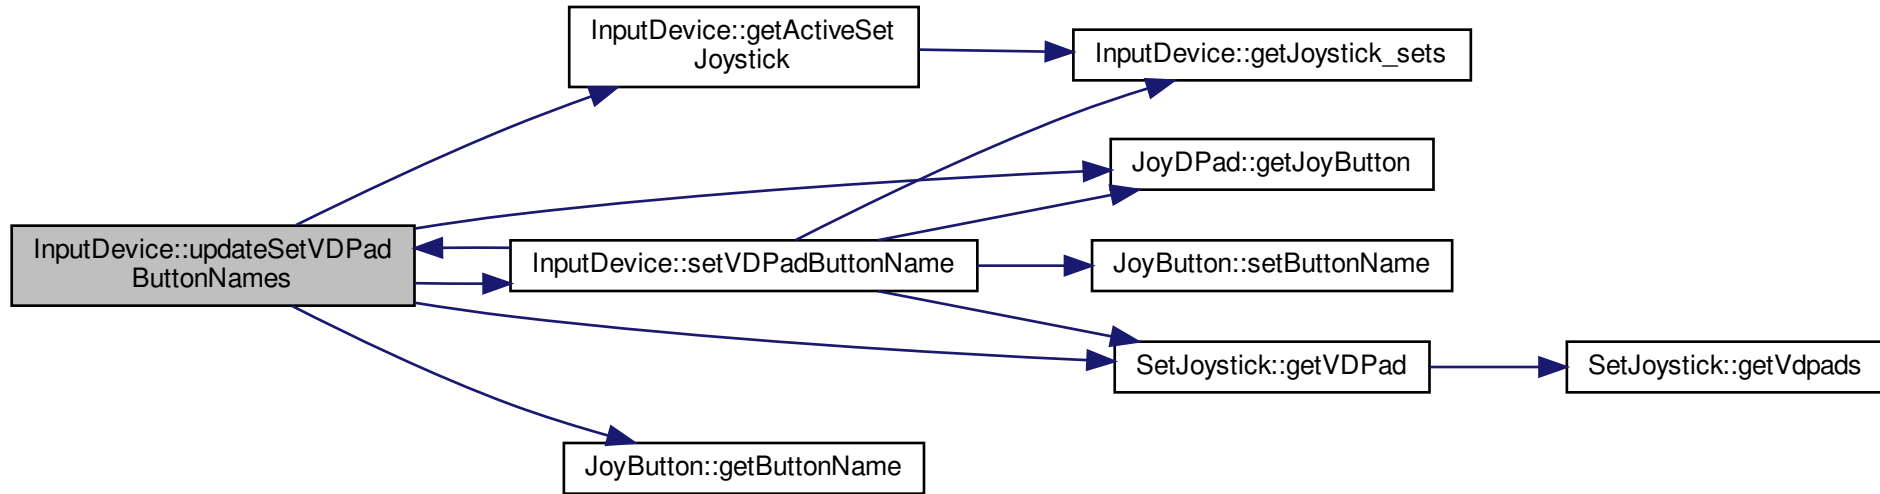 InputDevice::getActiveSet
Joystick
InputDevice::getJoystick_sets
JoyDPad::getJoyButton
InputDevice::updateSetVDPad
ButtonNames
InputDevice::setVDPadButtonName
JoyButton::setButtonName
SetJoystick::getVDPad
SetJoystick::getVdpads
JoyButton::getButtonName